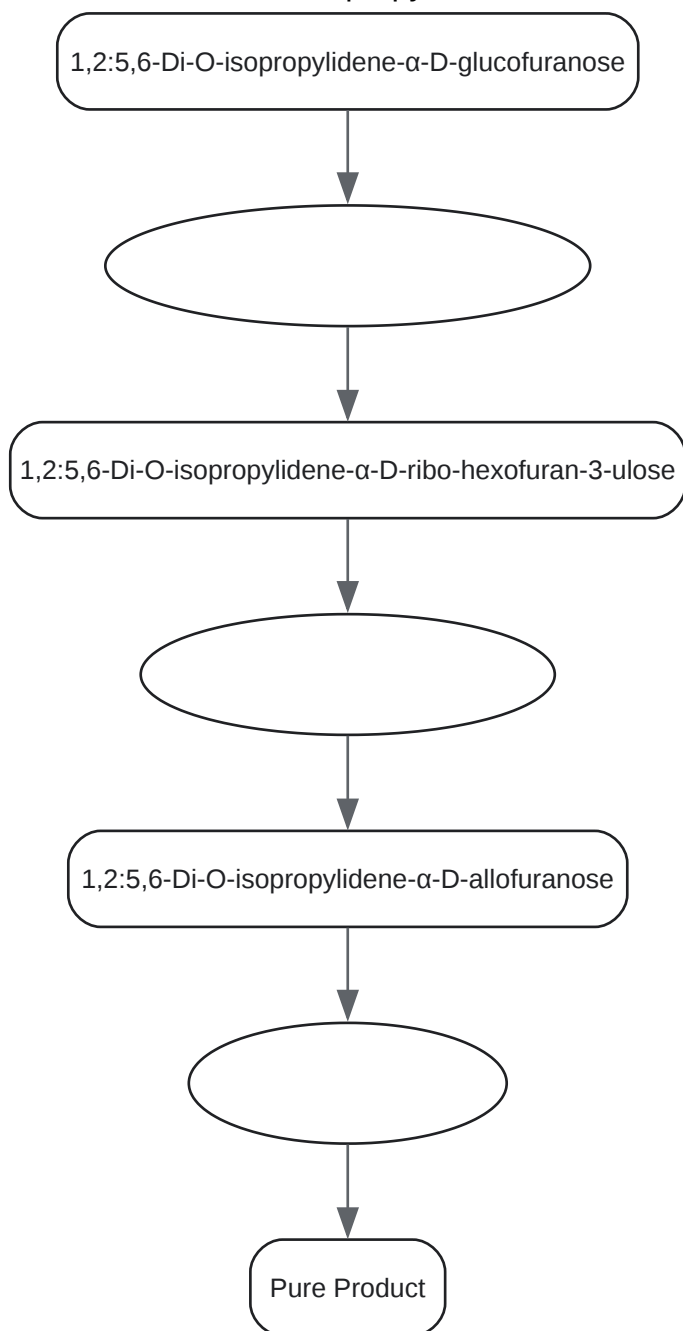 1,2:5,6-Di-O-isopropylidene-α-D-glucofuranose
1,2:5,6-Di-O-isopropylidene-α-D-ribo-hexofuran-3-ulose
1,2:5,6-Di-O-isopropylidene-α-D-allofuranose
Pure Product